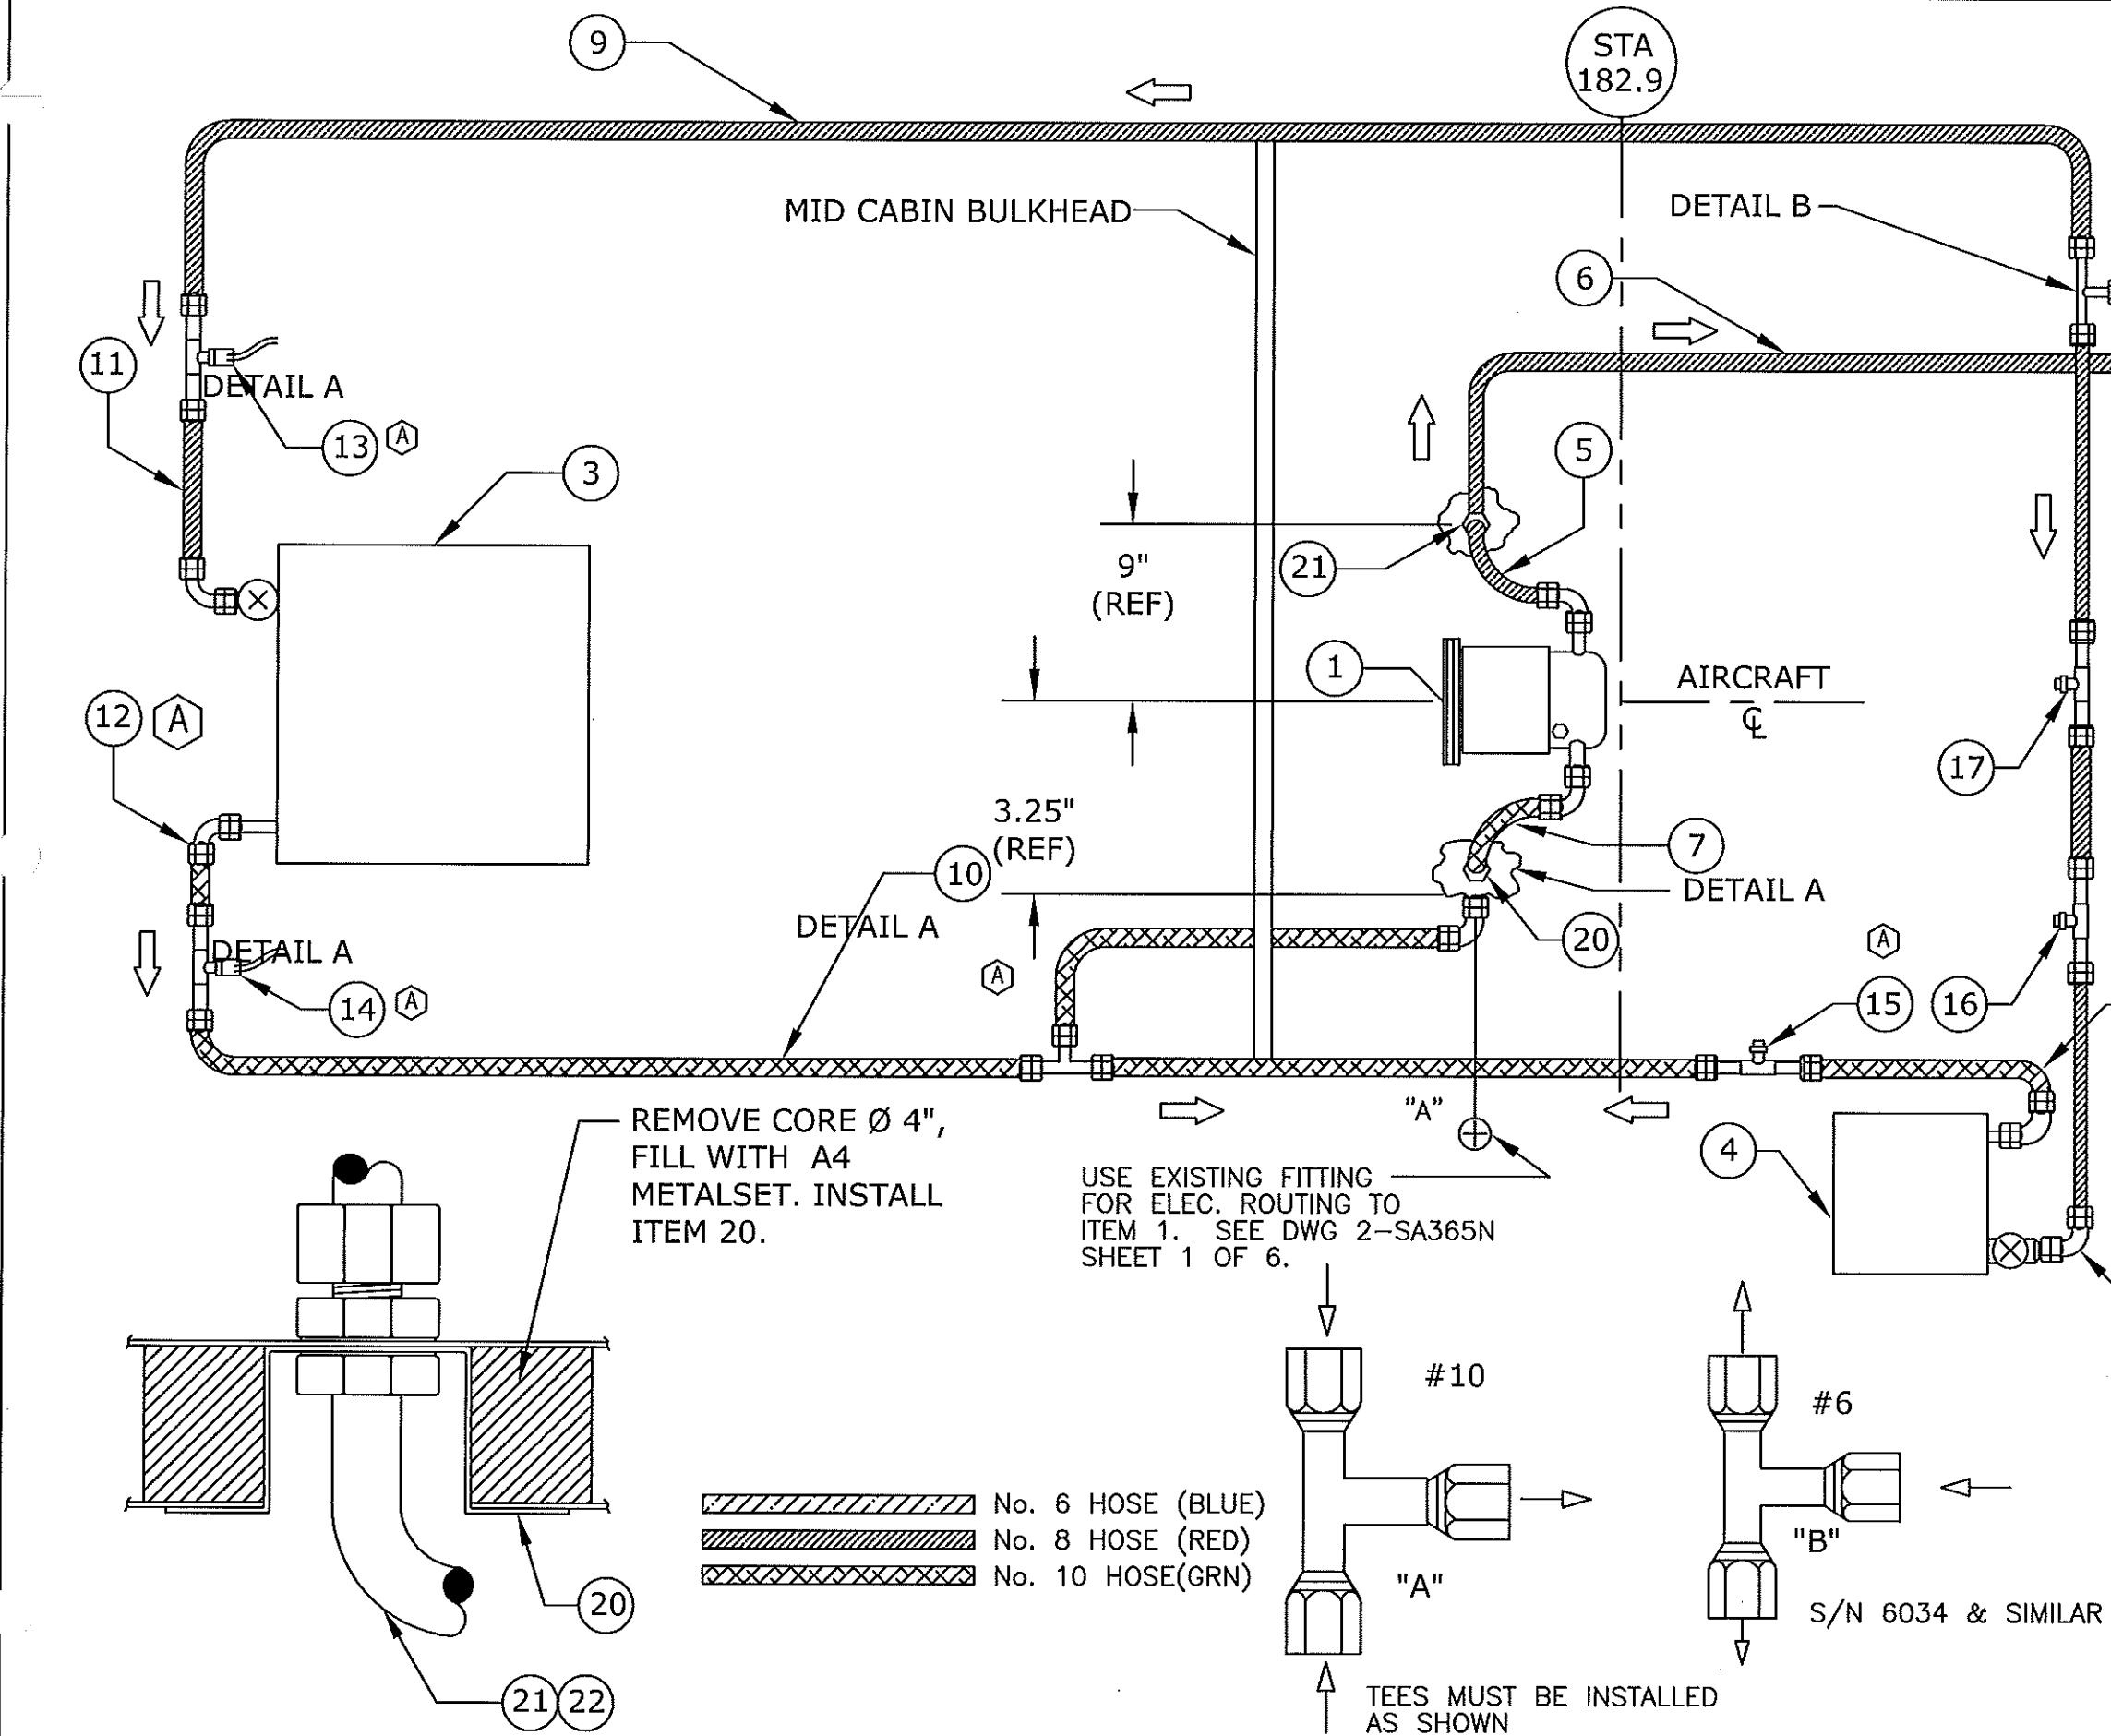 9
STA
182.9
MID CABIN BULKHEAD
DETAIL B
6
11
DETAIL A
13
A
3
5
9"
(REF)
21
1
AIRCRAFT
℄
12
A
17
3.25"
(REF)
10
7
DETAIL A
DETAIL A
20
A
DETAIL A
14
A
A
15
16
REMOVE CORE Ø 4",
FILL WITH A4
METALSET. INSTALL
ITEM 20.
"A"
4
USE EXISTING FITTING
FOR ELEC. ROUTING TO
ITEM 1. SEE DWG 2-SA365N
SHEET 1 OF 6.
#10
#6
No. 6 HOSE (BLUE)
No. 8 HOSE (RED)
No. 10 HOSE(GRN)
"A"
"B"
20
S/N 6034 & SIMILAR
21
22
TEES MUST BE INSTALLED
AS SHOWN